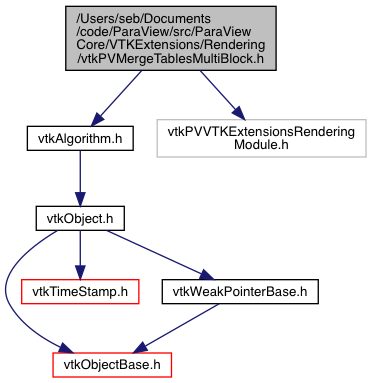 /Users/seb/Documents
/code/ParaView/src/ParaView
Core/VTKExtensions/Rendering
/vtkPVMergeTablesMultiBlock.h
vtkAlgorithm.h
vtkPVVTKExtensionsRendering
Module.h
vtkObject.h
vtkTimeStamp.h
vtkWeakPointerBase.h
vtkObjectBase.h